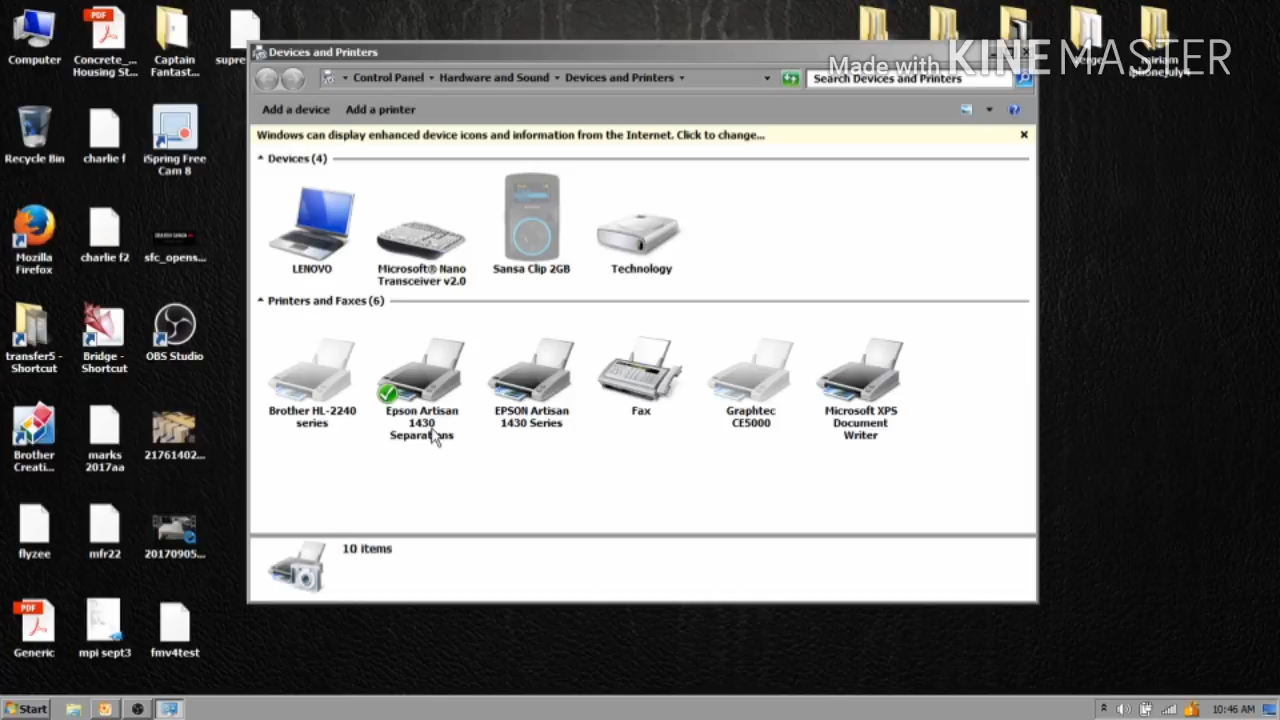 Computer
Concrete_...
Housing St...
Captain
Fantast...
supre
Made with KINEMASTER
iphonejuly4
Devices and Printers
Control Panel
Hardware and Sound
Devices and Printers
Search Devices and Printers
Add a device
Add a printer
Windows can display enhanced device icons and information from the Internet. Click to change...
Devices (4)
LENOVO
Microsoft® Nano
Transceiver v2.0
Sansa Clip 2GB
Technology
Printers and Faxes (6)
Brother HL-2240
series
Epson Artisan
1430
EPSON Artisan
1430 Series
Fax
Graphtec
CE5000
Microsoft XPS
Document
Writer
10 items
Recycle Bin
charlie f
iSpring Free
Cam 8
Mozilla
Firefox
charlie f2
sfc_opens...
transfer5 -
Shortcut
Bridge -
Shortcut
OBS Studio
Brother
Creati...
marks
2017aa
21761402...
flyzee
mfr22
20170905...
PDF
PDF
Generic
mpi sept3
fmv4test
Start
10:46 AM